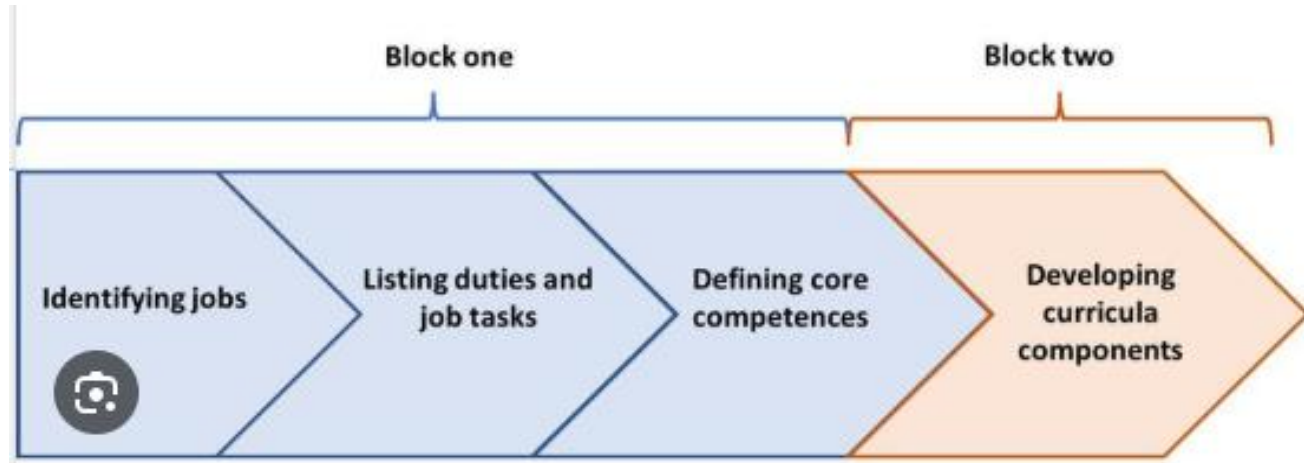 Block one
Block two
Identifying jobs
Listing duties and
job tasks
Defining core
competences
Developing
curricula
components